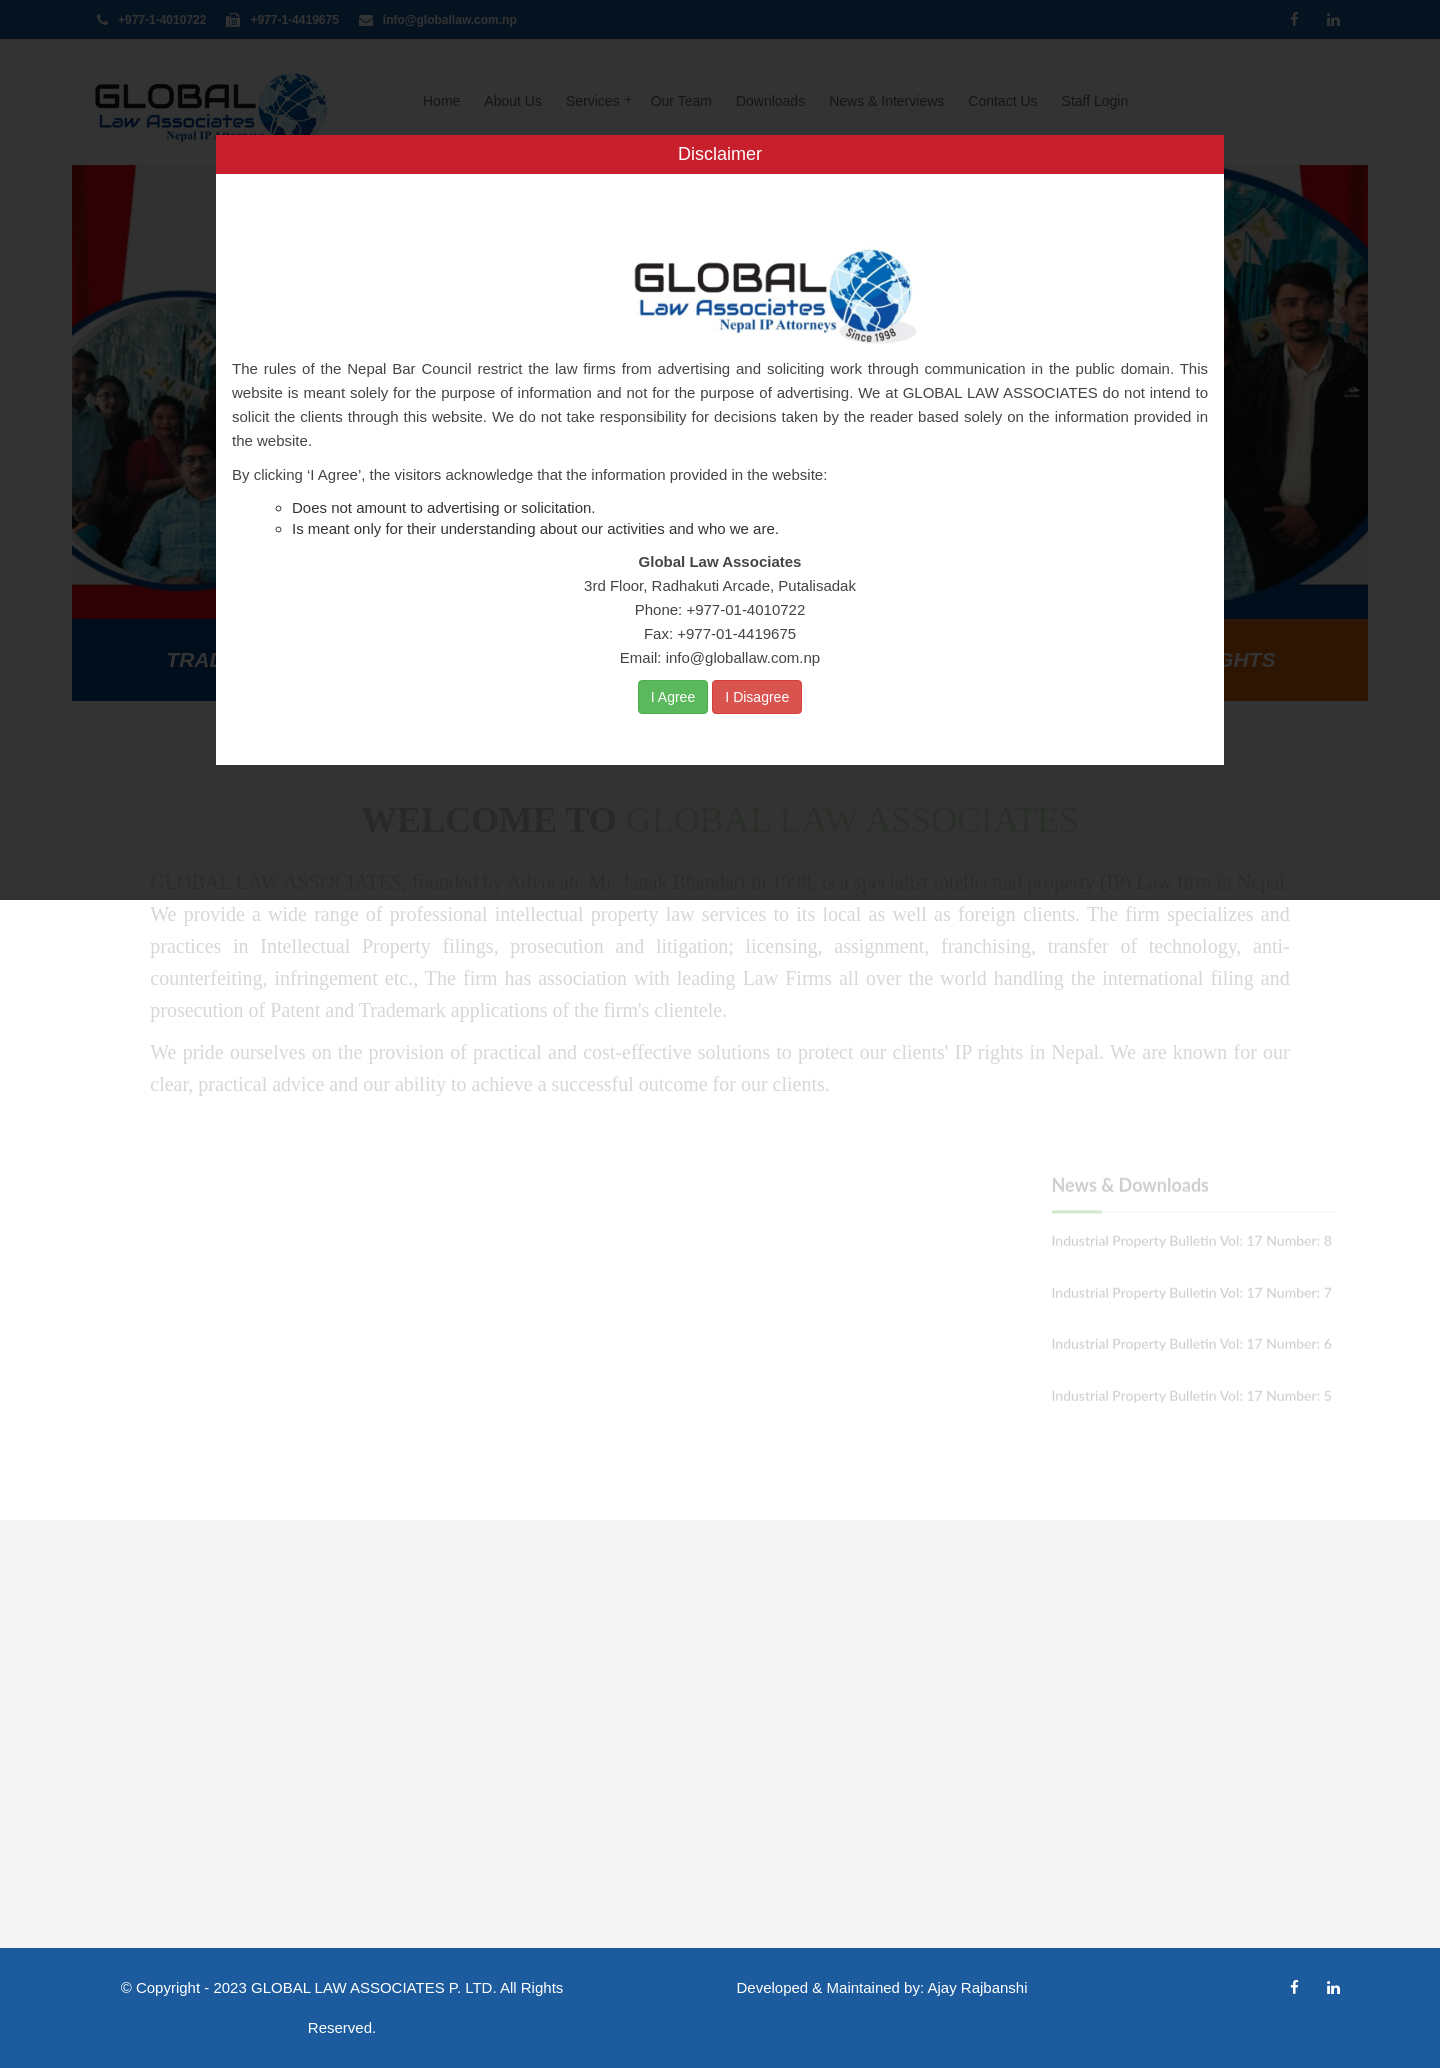 +977-1-4010722 +977-1-4419675 info@globallaw.com.np
GLOBAL
Law Associates
Nepal IP Attorneys
Home About Us Services + Our Team Downloads News & Interviews Contact Us Staff Login
Disclaimer
GLOBAL
Law Associates
Nepal IP Attorneys
Since 1998
The rules of the Nepal Bar Council restrict the law firms from advertising and soliciting work through communication in the public domain. This
website is meant solely for the purpose of information and not for the purpose of advertising. We at GLOBAL LAW ASSOCIATES do not intend to
solicit the clients through this website. We do not take responsibility for decisions taken by the reader based solely on the information provided in
the website.
By clicking ‘I Agree’, the visitors acknowledge that the information provided in the website:
Does not amount to advertising or solicitation.
Is meant only for their understanding about our activities and who we are.
Global Law Associates
3rd Floor, Radhakuti Arcade, Putalisadak
Phone: +977-01-4010722
Fax: +977-01-4419675
Email: info@globallaw.com.np
I Agree I Disagree
WELCOME TO GLOBAL LAW ASSOCIATES
GLOBAL LAW ASSOCIATES, founded by Advocate Mr. Janak Bhandari in 1998, is a specialist intellectual property (IP) Law firm in Nepal.
We provide a wide range of professional intellectual property law services to its local as well as foreign clients. The firm specializes and
practices in Intellectual Property filings, prosecution and litigation; licensing, assignment, franchising, transfer of technology, anti-
counterfeiting, infringement etc., The firm has association with leading Law Firms all over the world handling the international filing and
prosecution of Patent and Trademark applications of the firm's clientele.
We pride ourselves on the provision of practical and cost-effective solutions to protect our clients' IP rights in Nepal. We are known for our
clear, practical advice and our ability to achieve a successful outcome for our clients.
News & Downloads
Industrial Property Bulletin Vol: 17 Number: 8
Industrial Property Bulletin Vol: 17 Number: 7
Industrial Property Bulletin Vol: 17 Number: 6
Industrial Property Bulletin Vol: 17 Number: 5
© Copyright - 2023 GLOBAL LAW ASSOCIATES P. LTD. All Rights
Reserved.
Developed & Maintained by: Ajay Rajbanshi